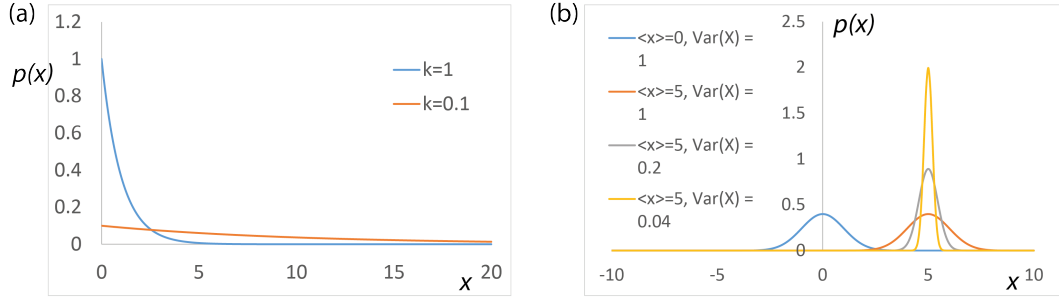 (a)
1.2
1
p(x)
0.8
0.6
0.4
0.2
0
0
5
10
15
20
x
k=1
k=0.1
(b)
2.5
p(x)
2
1.5
1
0.5
0
-10
-5
0
5
10
x
<x>=0, Var(X) =
1
<x>=5, Var(X) =
1
<x>=5, Var(X) =
0.2
<x>=5, Var(X) =
0.04